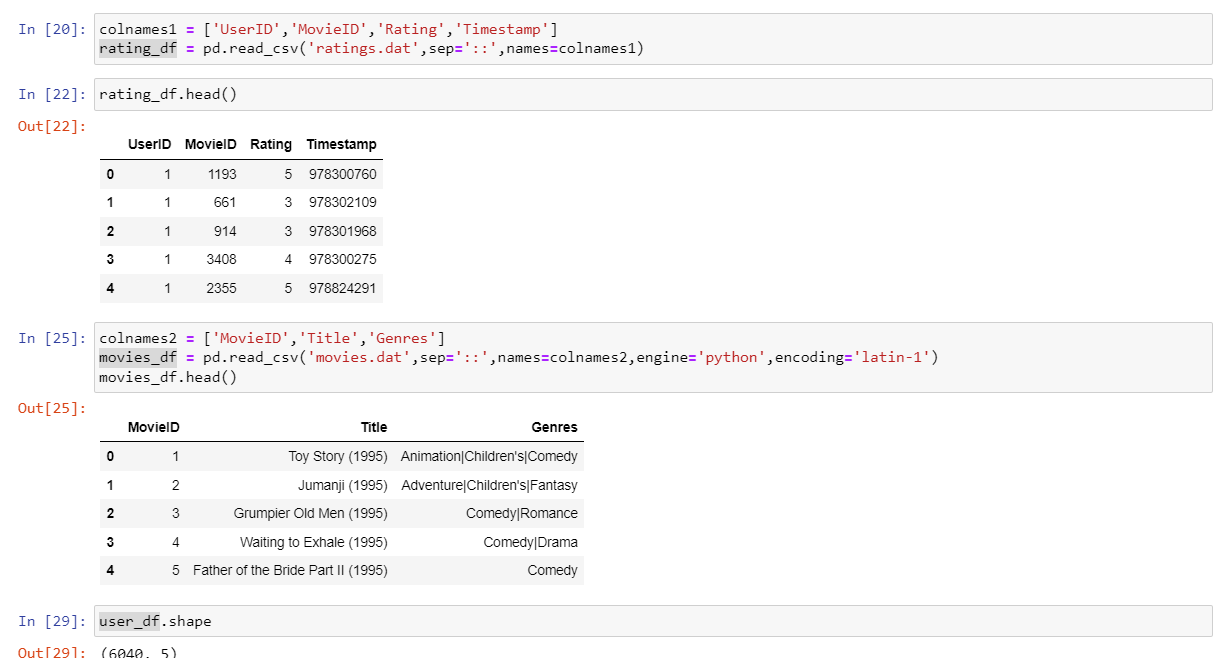 In [20]: colnames1 = ['UserID','MovieID','Rating','Timestamp']
rating_df = pd.read_csv('ratings.dat',sep='::',names=colnames1)
In [22]: rating_df.head()
Out[22]:
UserID MovieID Rating Timestamp
0 1 1193 5 978300760
1 1 661 3 978302109
2 1 914 3 978301968
3 1 3408 4 978300275
4 1 2355 5 978824291
In [25]: colnames2 = ['MovieID','Title','Genres']
movies_df = pd.read_csv('movies.dat',sep='::',names=colnames2,engine='python',encoding='latin-1')
movies_df.head()
Out[25]:
MovieID Title Genres
0 1 Toy Story (1995) Animation|Children's|Comedy
1 2 Jumanji (1995) Adventure|Children's|Fantasy
2 3 Grumpier Old Men (1995) Comedy|Romance
3 4 Waiting to Exhale (1995) Comedy|Drama
4 5 Father of the Bride Part II (1995) Comedy
In [29]: user_df.shape
Out[29]: (6040, 5)